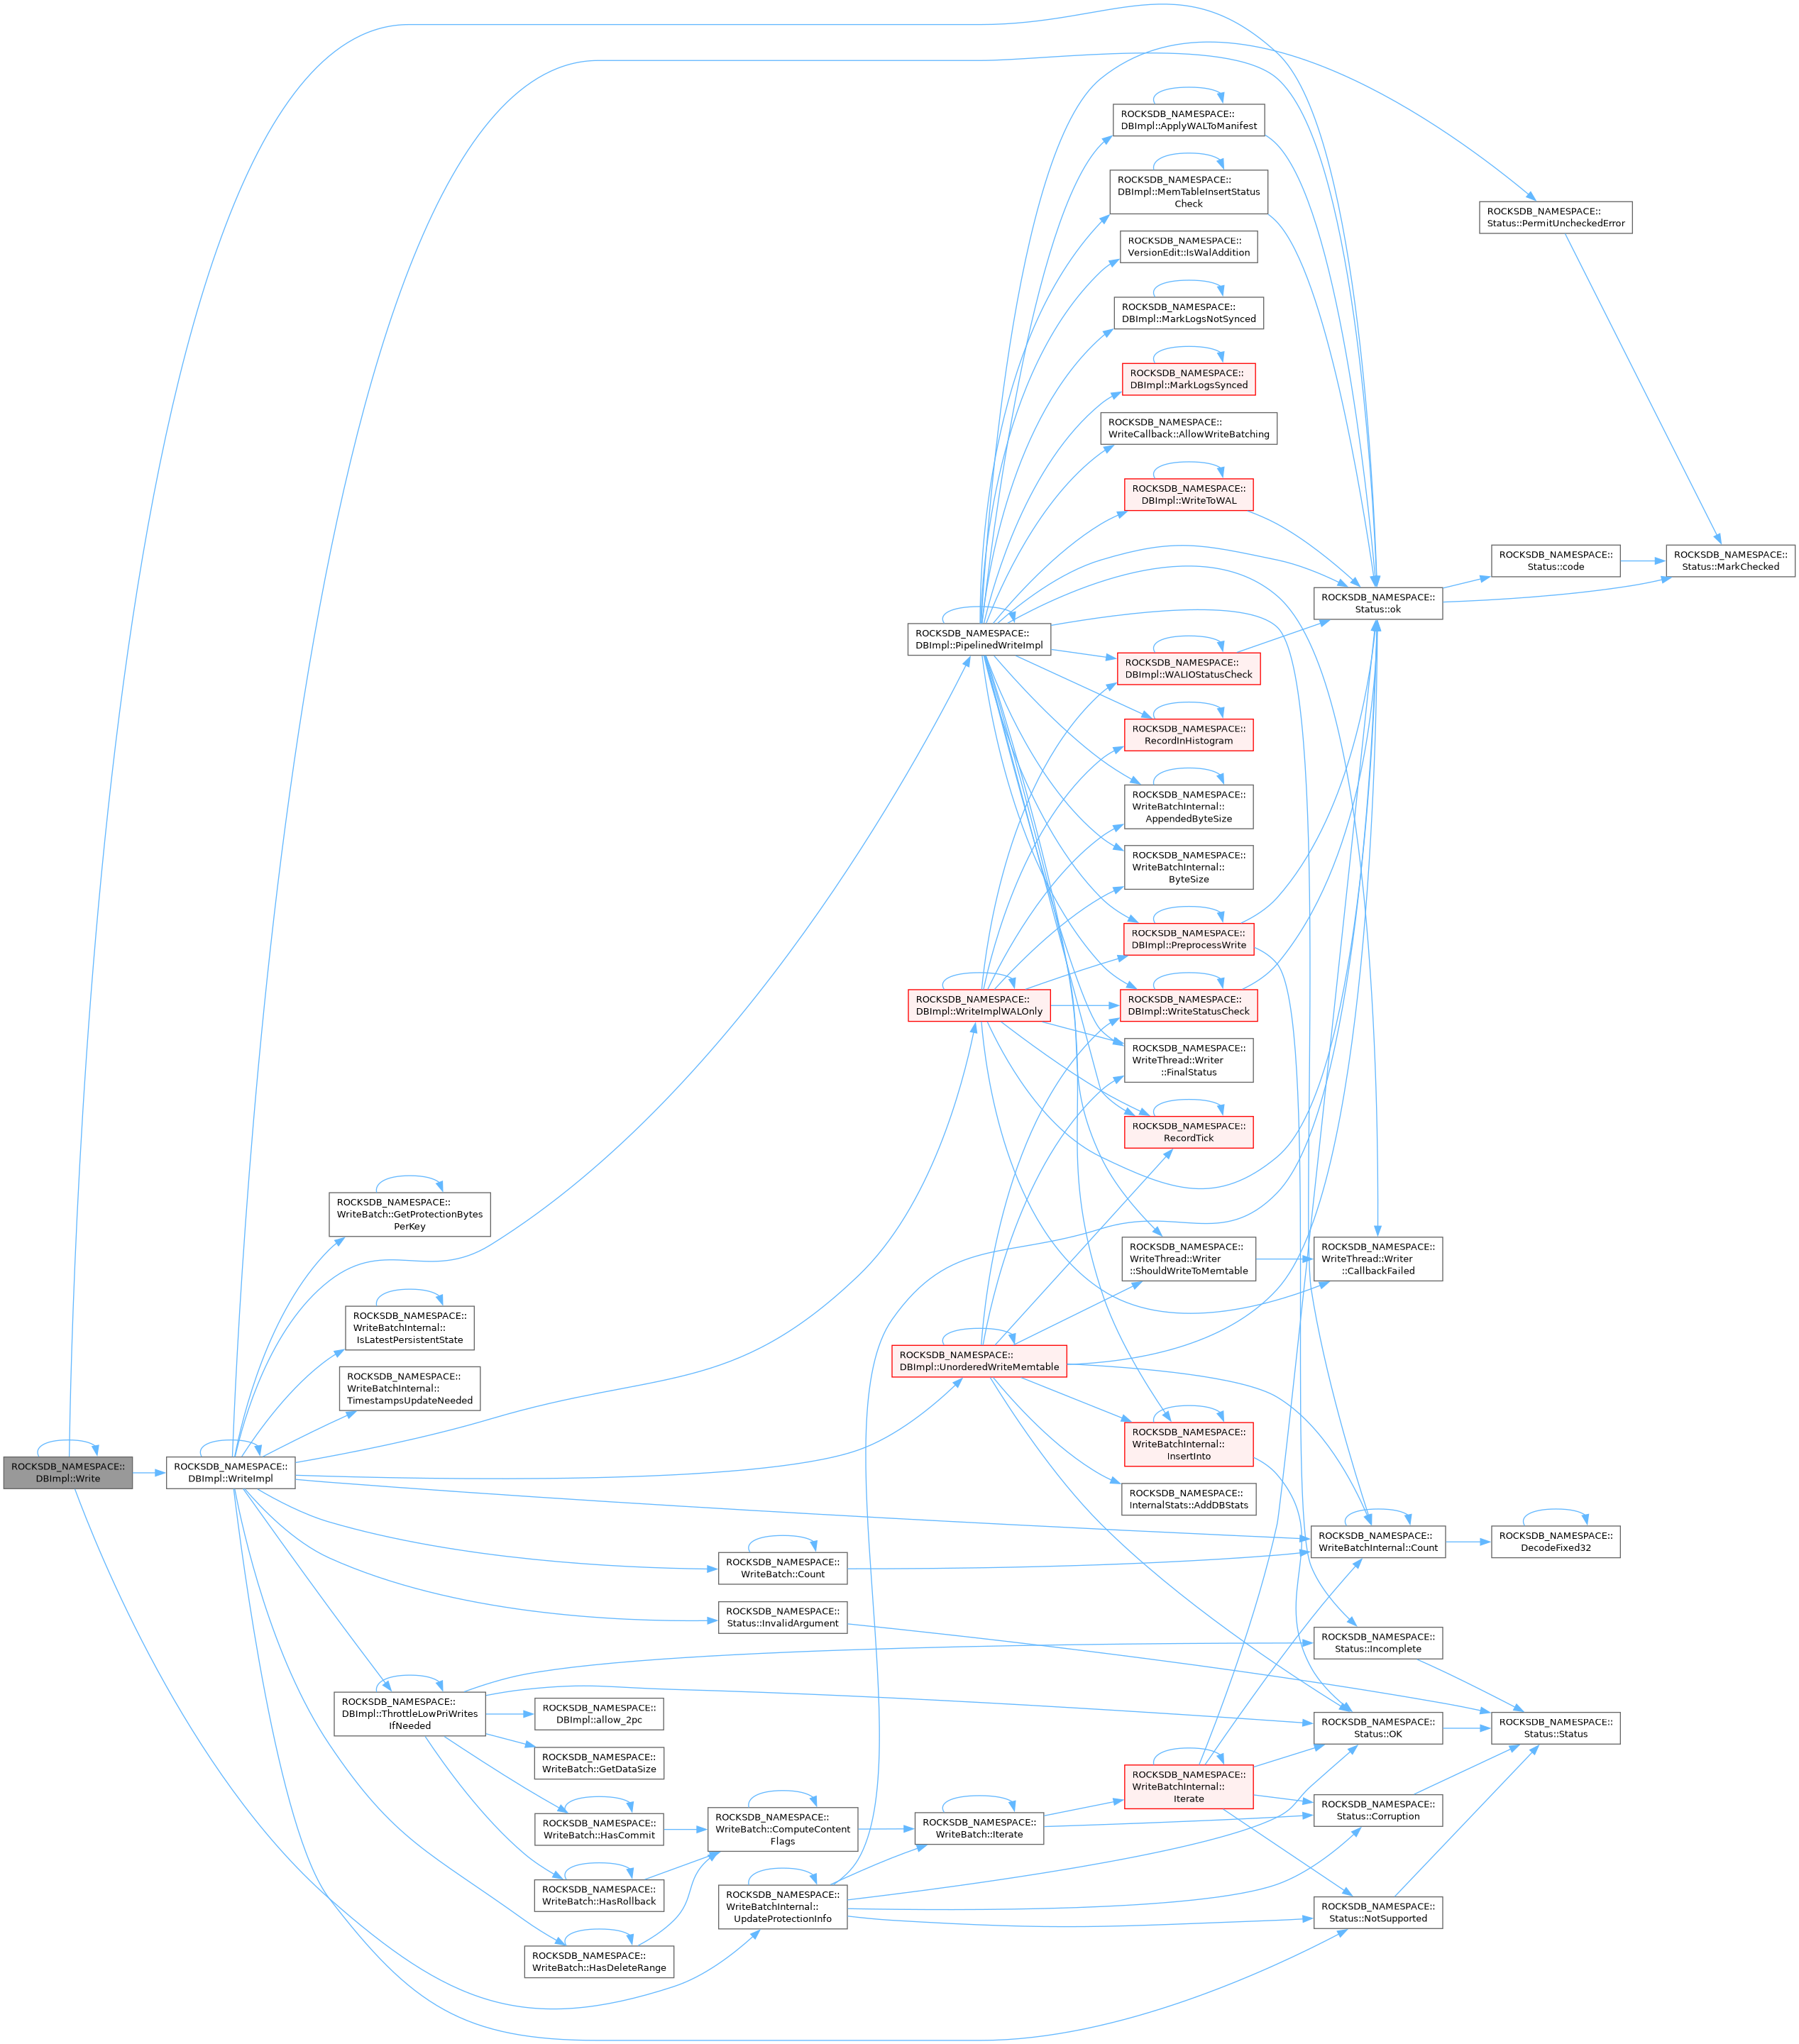 ROCKSDB_NAMESPACE::
DBImpl::Write
ROCKSDB_NAMESPACE::
DBImpl::WriteImpl
ROCKSDB_NAMESPACE::
WriteBatch::GetProtectionBytes
PerKey
ROCKSDB_NAMESPACE::
WriteBatchInternal::
IsLatestPersistentState
ROCKSDB_NAMESPACE::
WriteBatchInternal::
TimestampsUpdateNeeded
ROCKSDB_NAMESPACE::
DBImpl::ThrottleLowPriWrites
IfNeeded
ROCKSDB_NAMESPACE::
DBImpl::allow_2pc
ROCKSDB_NAMESPACE::
WriteBatch::GetDataSize
ROCKSDB_NAMESPACE::
WriteBatch::HasCommit
ROCKSDB_NAMESPACE::
WriteBatch::HasRollback
ROCKSDB_NAMESPACE::
WriteBatch::HasDeleteRange
ROCKSDB_NAMESPACE::
WriteBatch::Count
ROCKSDB_NAMESPACE::
Status::InvalidArgument
ROCKSDB_NAMESPACE::
WriteBatch::ComputeContent
Flags
ROCKSDB_NAMESPACE::
WriteBatchInternal::
UpdateProtectionInfo
ROCKSDB_NAMESPACE::
DBImpl::PipelinedWriteImpl
ROCKSDB_NAMESPACE::
DBImpl::WriteImplWALOnly
ROCKSDB_NAMESPACE::
DBImpl::UnorderedWriteMemtable
ROCKSDB_NAMESPACE::
WriteBatch::Iterate
ROCKSDB_NAMESPACE::
DBImpl::ApplyWALToManifest
ROCKSDB_NAMESPACE::
DBImpl::MemTableInsertStatus
Check
ROCKSDB_NAMESPACE::
VersionEdit::IsWalAddition
ROCKSDB_NAMESPACE::
DBImpl::MarkLogsNotSynced
ROCKSDB_NAMESPACE::
DBImpl::MarkLogsSynced
ROCKSDB_NAMESPACE::
WriteCallback::AllowWriteBatching
ROCKSDB_NAMESPACE::
DBImpl::WriteToWAL
ROCKSDB_NAMESPACE::
DBImpl::WALIOStatusCheck
ROCKSDB_NAMESPACE::
RecordInHistogram
ROCKSDB_NAMESPACE::
WriteBatchInternal::
AppendedByteSize
ROCKSDB_NAMESPACE::
WriteBatchInternal::
ByteSize
ROCKSDB_NAMESPACE::
DBImpl::PreprocessWrite
ROCKSDB_NAMESPACE::
DBImpl::WriteStatusCheck
ROCKSDB_NAMESPACE::
WriteThread::Writer
::FinalStatus
ROCKSDB_NAMESPACE::
RecordTick
ROCKSDB_NAMESPACE::
WriteThread::Writer
::ShouldWriteToMemtable
ROCKSDB_NAMESPACE::
WriteBatchInternal::
InsertInto
ROCKSDB_NAMESPACE::
InternalStats::AddDBStats
ROCKSDB_NAMESPACE::
WriteBatchInternal::
Iterate
ROCKSDB_NAMESPACE::
Status::ok
ROCKSDB_NAMESPACE::
WriteThread::Writer
::CallbackFailed
ROCKSDB_NAMESPACE::
WriteBatchInternal::Count
ROCKSDB_NAMESPACE::
Status::Incomplete
ROCKSDB_NAMESPACE::
Status::OK
ROCKSDB_NAMESPACE::
Status::Corruption
ROCKSDB_NAMESPACE::
Status::NotSupported
ROCKSDB_NAMESPACE::
Status::PermitUncheckedError
ROCKSDB_NAMESPACE::
Status::code
ROCKSDB_NAMESPACE::
DecodeFixed32
ROCKSDB_NAMESPACE::
Status::Status
ROCKSDB_NAMESPACE::
Status::MarkChecked